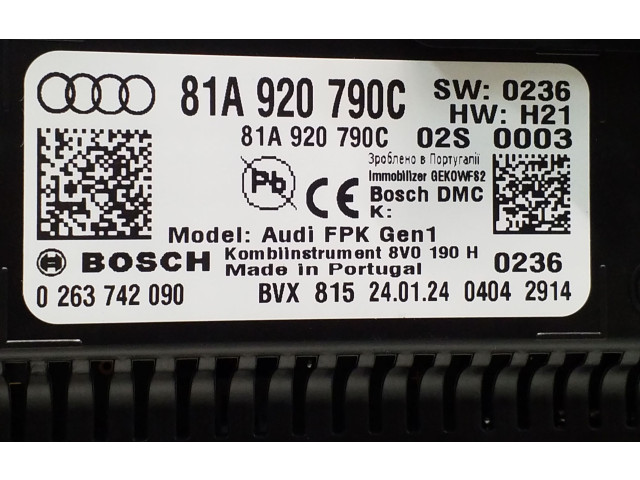 81A 920 790C SW: 0236
HW: H21
81A 920 790C 02S 0003
Pb
CE
Зроблено в Португалії
Immobilizer GEKOWFS2
Bosch DMC
K:
Model: Audi FPK Gen1
BOSCH Kombiinstrument 8V0 190 H
Made in Portugal 0236
0 263 742 090 BVX 815 24.01.24 0404 2914